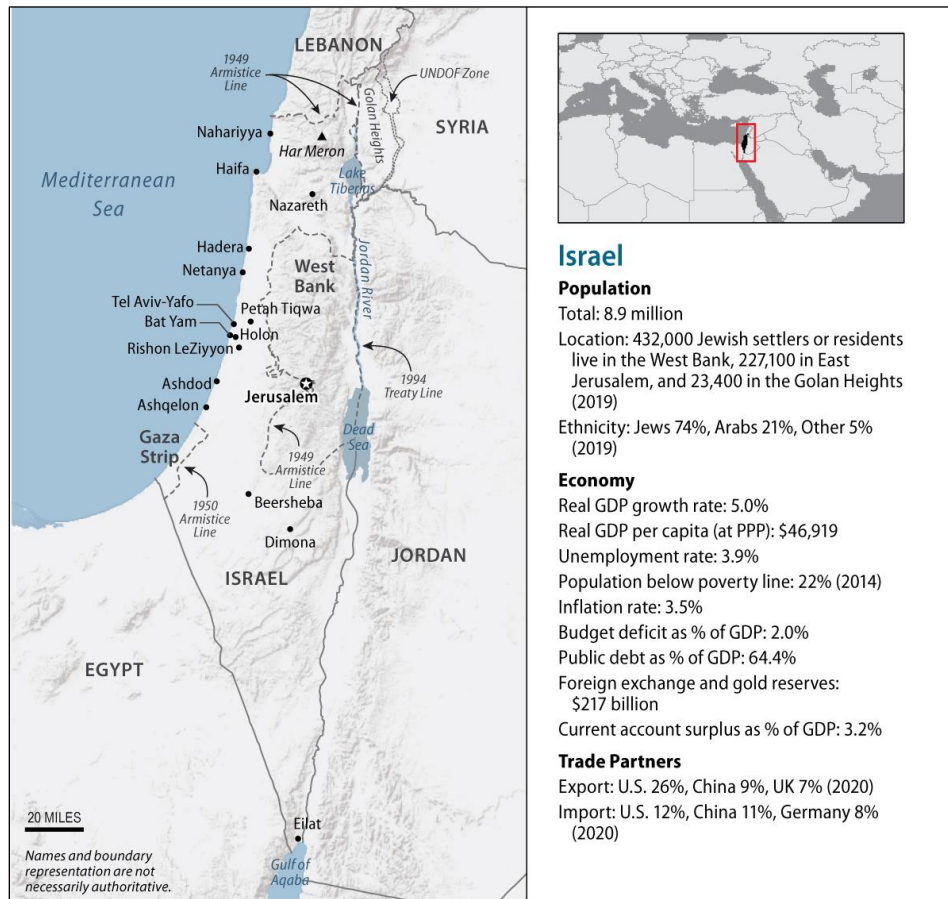 LEBANON
1949
Armistice
Line
UNDOF Zone
Golan Heights
SYRIA
Nahariyya
Har Meron
Haifa
Lake
Tiberias
Mediterranean
Sea
Nazareth
Jordan River
Hadera
West
Bank
Netanya
Tel Aviv-Yafo
Petah Tiqwa
Bat Yam
Holon
Rishon LeZiyyon
1994
Treaty Line
Ashdod
Jerusalem
Ashqelon
Dead
Sea
Gaza
Strip
1949
Armistice
Line
1950
Armistice
Line
Beersheba
Dimona
JORDAN
ISRAEL
EGYPT
20 MILES
Eilat
Names and boundary
representation are not
necessarily authoritative.
Gulf of
Aqaba
Israel
Population
Total: 8.9 million
Location: 432,000 Jewish settlers or residents
live in the West Bank, 227,100 in East
Jerusalem, and 23,400 in the Golan Heights
(2019)
Ethnicity: Jews 74%, Arabs 21%, Other 5%
(2019)
Economy
Real GDP growth rate: 5.0%
Real GDP per capita (at PPP): $46,919
Unemployment rate: 3.9%
Population below poverty line: 22% (2014)
Inflation rate: 3.5%
Budget deficit as % of GDP: 2.0%
Public debt as % of GDP: 64.4%
Foreign exchange and gold reserves:
$217 billion
Current account surplus as % of GDP: 3.2%
Trade Partners
Export: U.S. 26%, China 9%, UK 7% (2020)
Import: U.S. 12%, China 11%, Germany 8%
(2020)